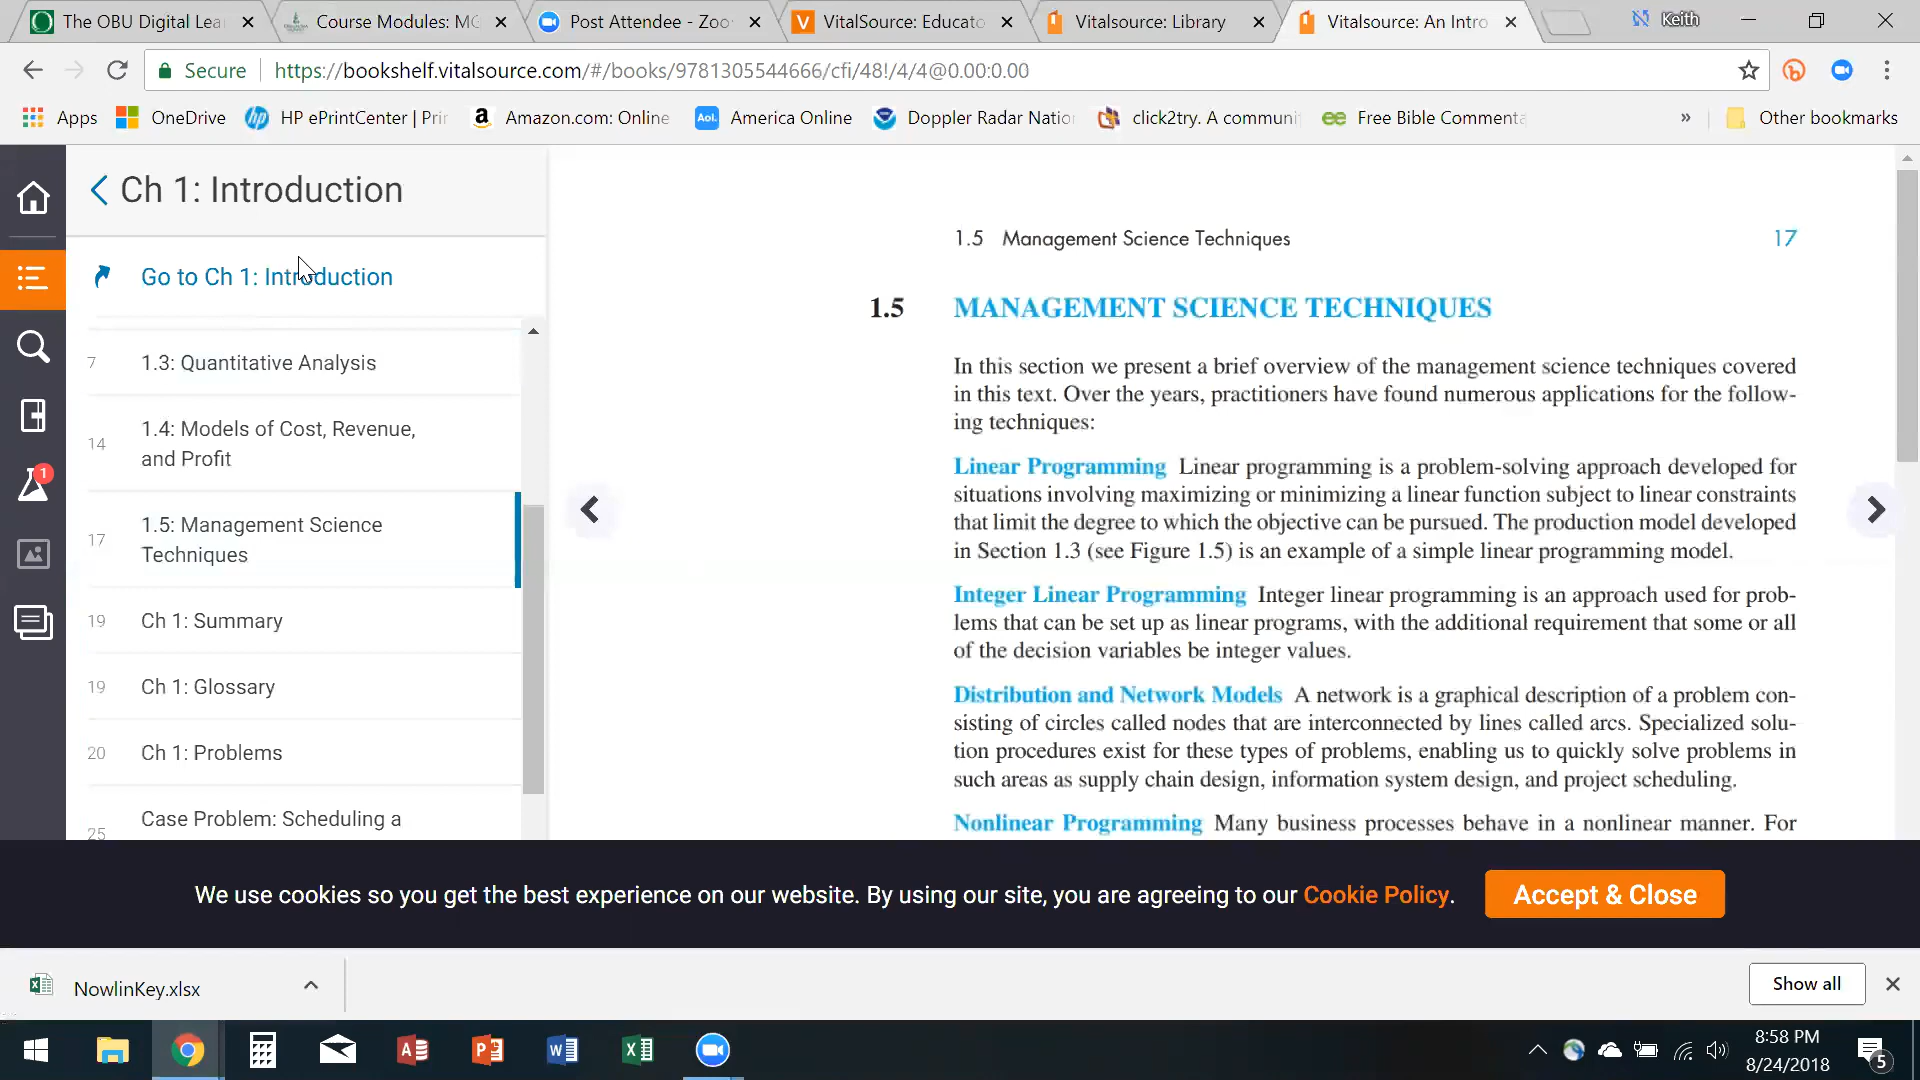 The OBU Digital Lea
Course Modules: MG
Post Attendee - Zoo
VitalSource: Educato
Vitalsource: Library
Vitalsource: An Intro
Keith
Secure
https://bookshelf.vitalsource.com/#/books/9781305544666/cfi/48!/4/4@0.00:0.00
Apps
OneDrive
HP ePrintCenter | Prin
Amazon.com: Online
Aol.
America Online
Doppler Radar Natio
click2try. A communi
Free Bible Commenta
»
Other bookmarks
Ch 1: Introduction
Go to Ch 1: Introduction
7 1.3: Quantitative Analysis
14 1.4: Models of Cost, Revenue,
and Profit
17 1.5: Management Science
Techniques
19 Ch 1: Summary
19 Ch 1: Glossary
20 Ch 1: Problems
25 Case Problem: Scheduling a
1
1.5 Management Science Techniques 17
1.5 MANAGEMENT SCIENCE TECHNIQUES
In this section we present a brief overview of the management science techniques covered
in this text. Over the years, practitioners have found numerous applications for the follow-
ing techniques:
Linear Programming Linear programming is a problem-solving approach developed for
situations involving maximizing or minimizing a linear function subject to linear constraints
that limit the degree to which the objective can be pursued. The production model developed
in Section 1.3 (see Figure 1.5) is an example of a simple linear programming model.
Integer Linear Programming Integer linear programming is an approach used for prob-
lems that can be set up as linear programs, with the additional requirement that some or all
of the decision variables be integer values.
Distribution and Network Models A network is a graphical description of a problem con-
sisting of circles called nodes that are interconnected by lines called arcs. Specialized solu-
tion procedures exist for these types of problems, enabling us to quickly solve problems in
such areas as supply chain design, information system design, and project scheduling.
Nonlinear Programming Many business processes behave in a nonlinear manner. For
We use cookies so you get the best experience on our website. By using our site, you are agreeing to our Cookie Policy.
Accept & Close
NowlinKey.xlsx
Show all
8:58 PM
8/24/2018
5